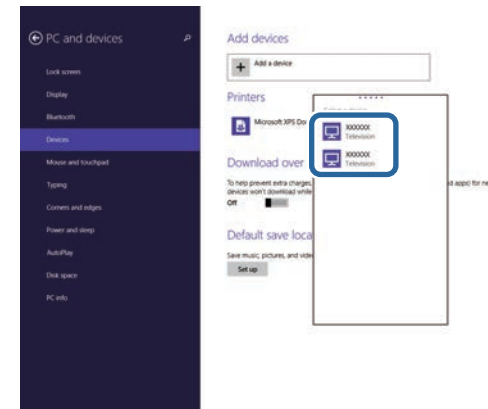 PC and devices
Lock screen
Display
Bluetooth
Devices
Mouse and touchpad
Typing
Corners and edges
Power and sleep
AutoPlay
Disk space
PC info
Add devices
Add a device
Printers
Microsoft XPS Do
XXXXXX
Television
XXXXXX
Television
Download over
To help prevent extra charges,
d apps) for ne
devices won't download while
Off
Default save loca
Save music, pictures, and vide
Set up